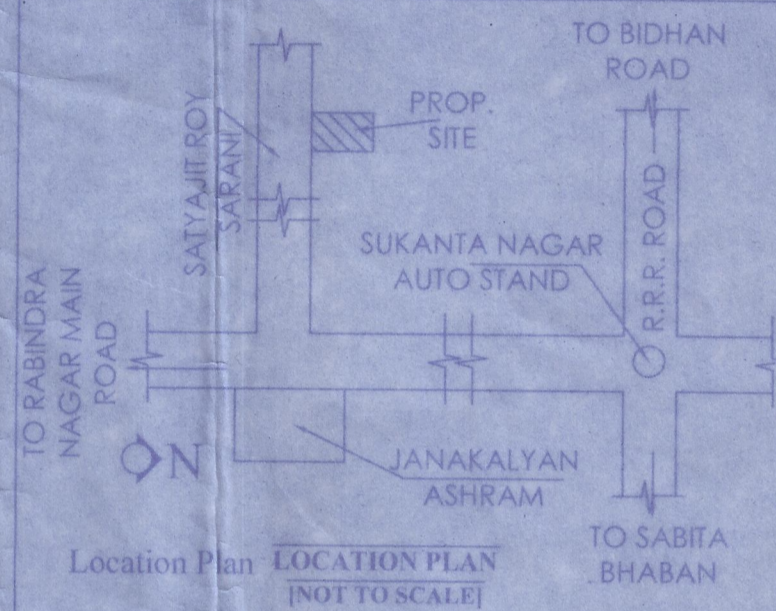 TO BIDHAN
ROAD
PROP.
SITE
SATYAJIT ROY
SARANI
SUKANTA NAGAR
AUTO STAND
R.R.R. ROAD
TO RABINDRA
NAGAR MAIN
ROAD
N
JANAKALYAN
ASHRAM
TO SABITA
BHABAN
Location Plan LOCATION PLAN
[NOT TO SCALE]